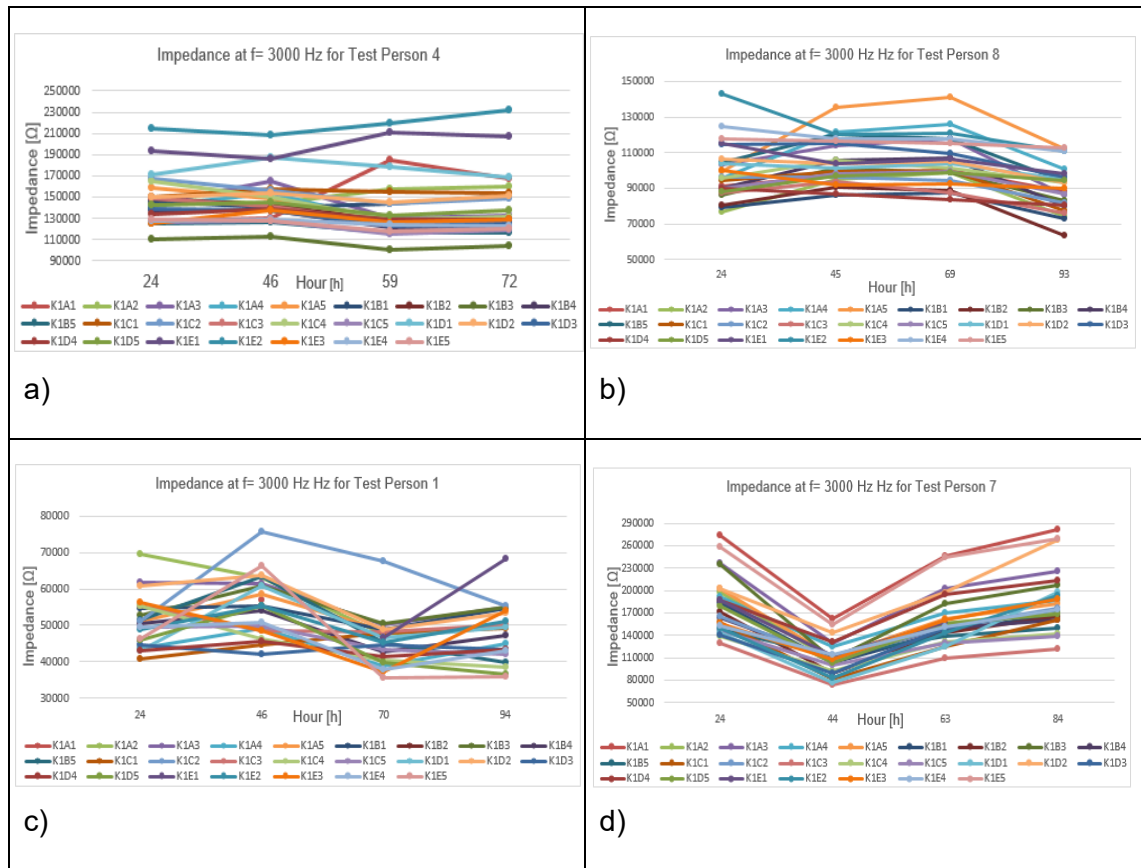 Impedance at f= 3000 Hz for Test Person 4
Impedance [Ω]
250000
230000
210000
190000
170000
150000
130000
110000
90000
24 46 Hour [h] 59 72
K1A1 K1A2 K1A3 K1A4 K1A5 K1B1 K1B2 K1B3 K1B4
K1B5 K1C1 K1C2 K1C3 K1C4 K1C5 K1D1 K1D2 K1D3
K1D4 K1D5 K1E1 K1E2 K1E3 K1E4 K1E5
a)
Impedance at f= 3000 Hz Hz for Test Person 8
Impedance [Ω]
150000
130000
110000
90000
70000
50000
24 45 69 93
Hour [h]
K1A1 K1A2 K1A3 K1A4 K1A5 K1B1 K1B2 K1B3 K1B4
K1B5 K1C1 K1C2 K1C3 K1C4 K1C5 K1D1 K1D2 K1D3
K1D4 K1D5 K1E1 K1E2 K1E3 K1E4 K1E5
b)
Impedance at f= 3000 Hz Hz for Test Person 1
Impedance [Ω]
80000
70000
60000
50000
40000
30000
24 46 Hour [h] 70 94
K1A1 K1A2 K1A3 K1A4 K1A5 K1B1 K1B2 K1B3 K1B4
K1B5 K1C1 K1C2 K1C3 K1C4 K1C5 K1D1 K1D2 K1D3
K1D4 K1D5 K1E1 K1E2 K1E3 K1E4 K1E5
c)
Impedance at f= 3000 Hz Hz for Test Person 7
Impedance [Ω]
290000
260000
230000
200000
170000
140000
110000
80000
50000
24 44 Hour [h] 63 84
K1A1 K1A2 K1A3 K1A4 K1A5 K1B1 K1B2 K1B3 K1B4
K1B5 K1C1 K1C2 K1C3 K1C4 K1C5 K1D1 K1D2 K1D3
K1D4 K1D5 K1E1 K1E2 K1E3 K1E4 K1E5
d)